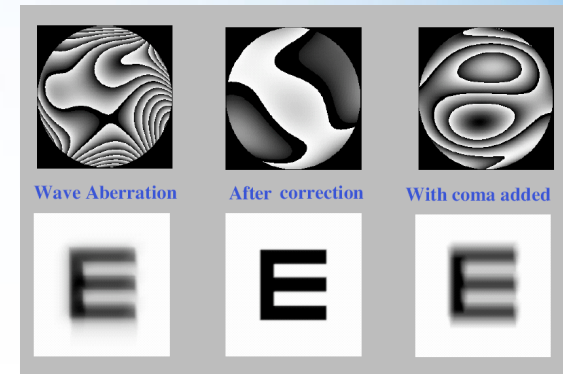 Wave Aberration
After correction
With coma added
E
E
E